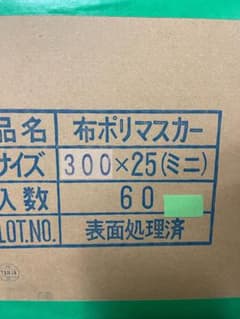 品名 布ポリマスカー
サイズ 300×25(ミニ)
入数 60
LOT.NO. 表面処理済